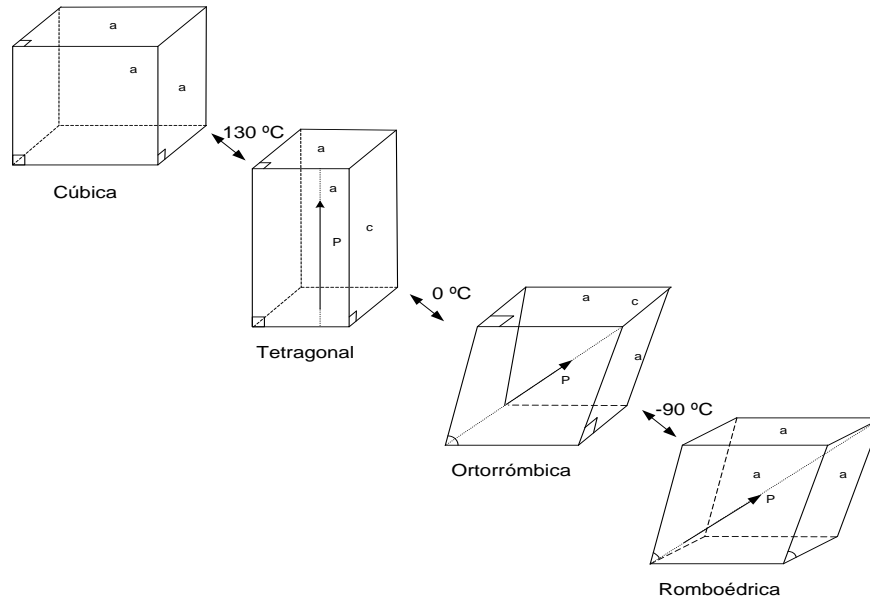 a
a
a
130 ºC
Cúbica
a
a
P
c
0 ºC
Tetragonal
a
c
a
P
-90 ºC
Ortorrómbica
a
a
a
P
Romboédrica